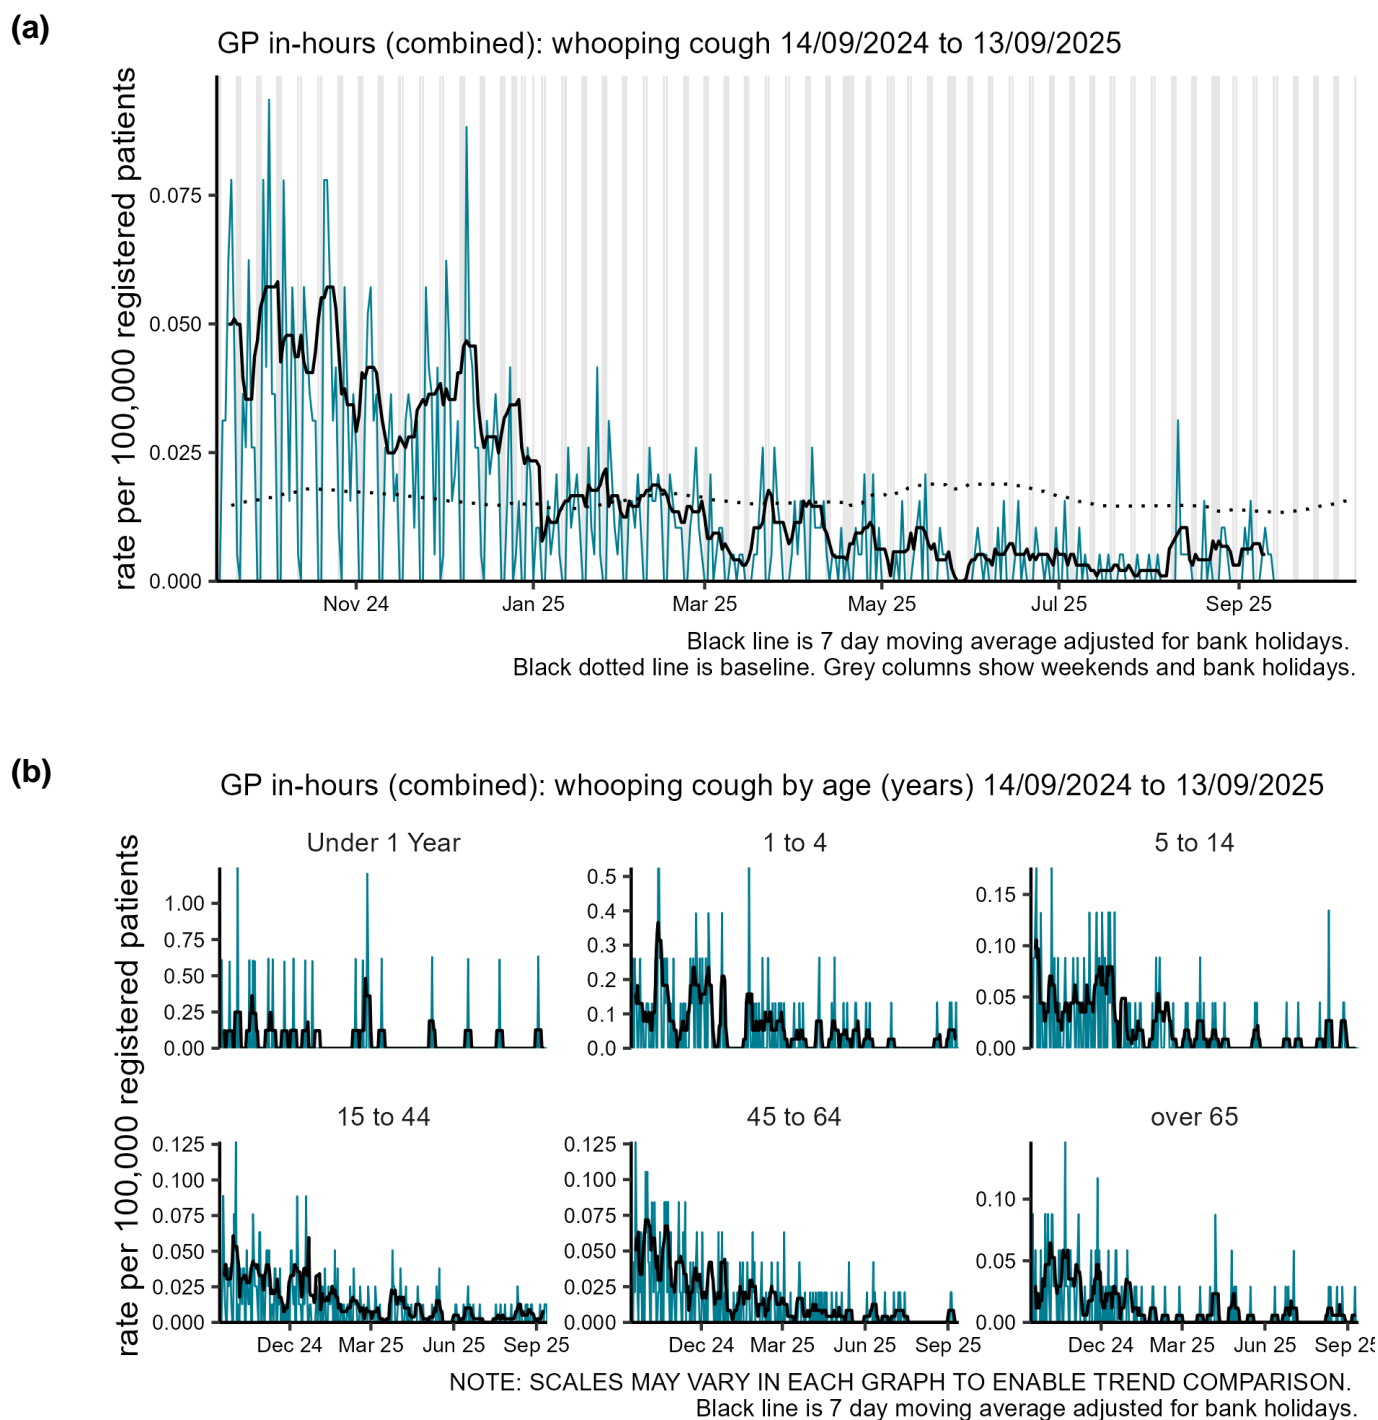 (a)
GP in-hours (combined): whooping cough 14/09/2024 to 13/09/2025
rate per 100,000 registered patients
0.075
0.050
0.025
0.000
Nov 24 Jan 25 Mar 25 May 25 Jul 25 Sep 25
Black line is 7 day moving average adjusted for bank holidays.
Black dotted line is baseline. Grey columns show weekends and bank holidays.
(b)
GP in-hours (combined): whooping cough by age (years) 14/09/2024 to 13/09/2025
rate per 100,000 registered patients
Under 1 Year
1.00
0.75
0.50
0.25
0.00
1 to 4
0.5
0.4
0.3
0.2
0.1
0.0
5 to 14
0.15
0.10
0.05
0.00
15 to 44
0.125
0.100
0.075
0.050
0.025
0.000
Dec 24 Mar 25 Jun 25 Sep 25
45 to 64
0.125
0.100
0.075
0.050
0.025
0.000
Dec 24 Mar 25 Jun 25 Sep 25
over 65
0.10
0.05
0.00
Dec 24 Mar 25 Jun 25 Sep 25
NOTE: SCALES MAY VARY IN EACH GRAPH TO ENABLE TREND COMPARISON.
Black line is 7 day moving average adjusted for bank holidays.